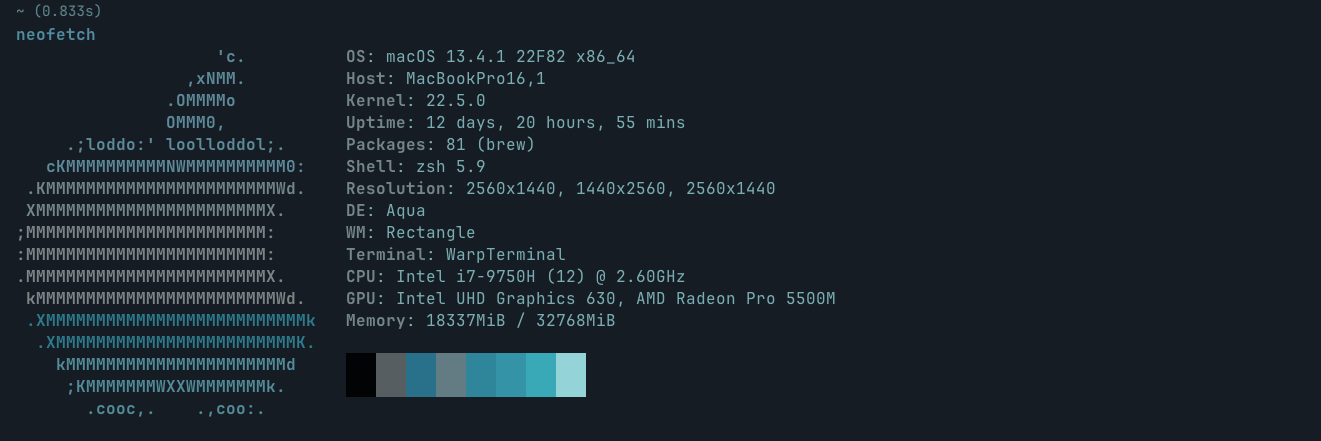 ~ (0.833s)
neofetch
                    'c.          OS: macOS 13.4.1 22F82 x86_64
                 ,xNMM.          Host: MacBookPro16,1
               .OMMMMo           Kernel: 22.5.0
               OMMM0,            Uptime: 12 days, 20 hours, 55 mins
     .;loddo:' loolloddol;.      Packages: 81 (brew)
   cKMMMMMMMMMMNWMMMMMMMMMM0:    Shell: zsh 5.9
 .KMMMMMMMMMMMMMMMMMMMMMMMWd.    Resolution: 2560x1440, 1440x2560, 2560x1440
 XMMMMMMMMMMMMMMMMMMMMMMMX.      DE: Aqua
;MMMMMMMMMMMMMMMMMMMMMMMM:       WM: Rectangle
:MMMMMMMMMMMMMMMMMMMMMMMM:       Terminal: WarpTerminal
.MMMMMMMMMMMMMMMMMMMMMMMMX.      CPU: Intel i7-9750H (12) @ 2.60GHz
 kMMMMMMMMMMMMMMMMMMMMMMMMWd.    GPU: Intel UHD Graphics 630, AMD Radeon Pro 5500M
 .XMMMMMMMMMMMMMMMMMMMMMMMMMMk   Memory: 18337MiB / 32768MiB
  .XMMMMMMMMMMMMMMMMMMMMMMMMK.
    kMMMMMMMMMMMMMMMMMMMMMMd
     ;KMMMMMMMWXXWMMMMMMMk.
       .cooc,.    .,coo:.